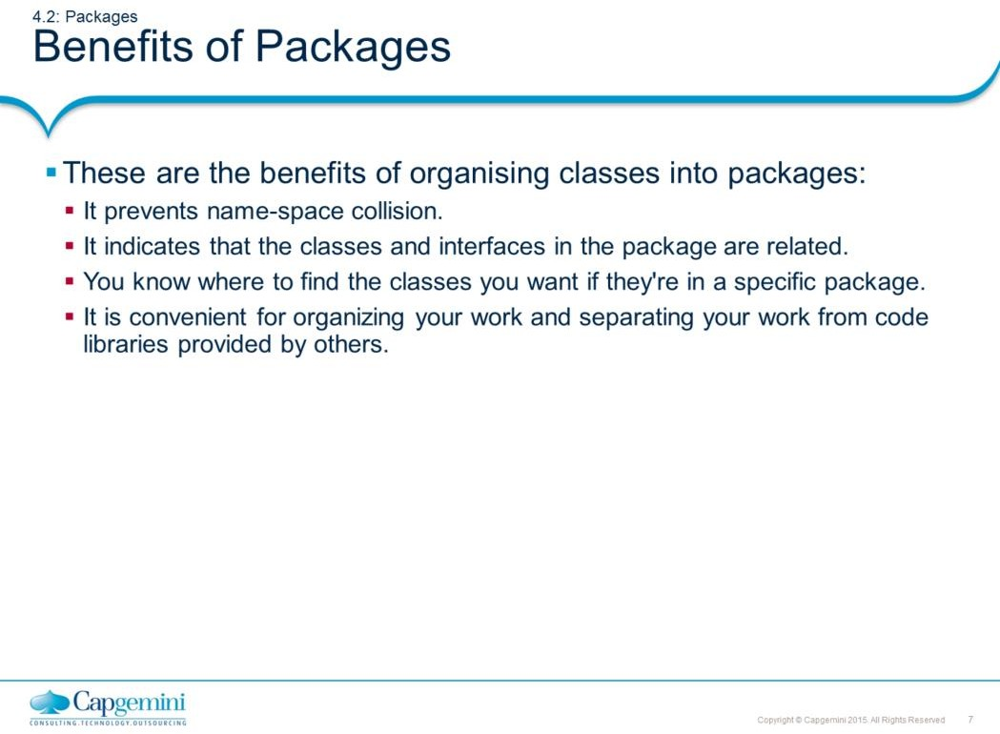 4.2: Packages
Benefits of Packages
These are the benefits of organising classes into packages:
It prevents name-space collision.
It indicates that the classes and interfaces in the package are related.
You know where to find the classes you want if they're in a specific package.
It is convenient for organizing your work and separating your work from code
libraries provided by others.
Capgemini
CONSULTING.TECHNOLOGY.OUTSOURCING
Copyright © Capgemini 2015. All Rights Reserved 7